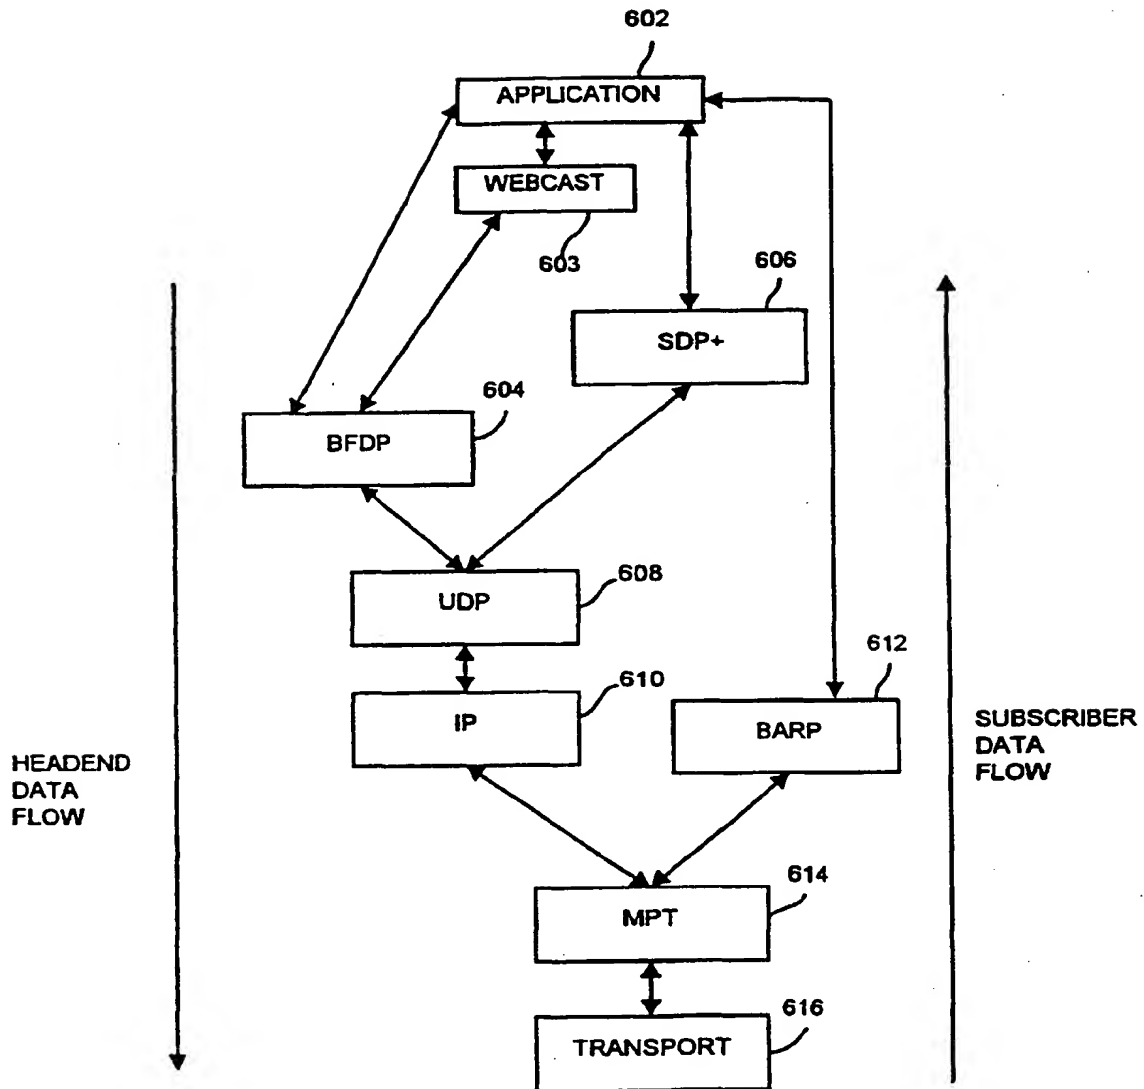 602
APPLICATION
WEBCAST
603
606
SDP+
604
BFDP
608
UDP
612
610
IP
BARP
SUBSCRIBER
DATA
FLOW
HEADEND
DATA
FLOW
614
MPT
616
TRANSPORT